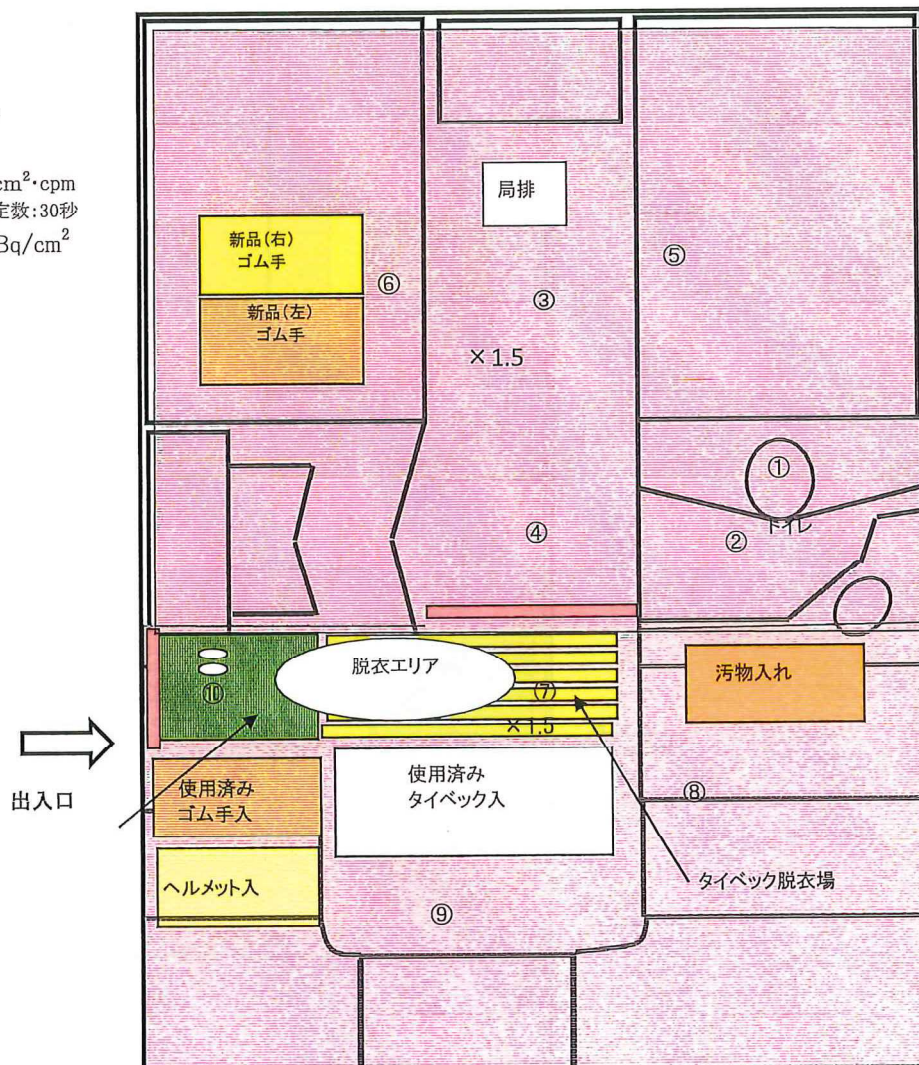 cm²･cpm
定数:30秒
Bq/cm²
局排
新品(右)
ゴム手
⑤
⑥
新品(左)
ゴム手
③
×1.5
①
トイレ
④
②
脱衣エリア
汚物入れ
⑩
⑦
×1.5
出入口
使用済み
ゴム手入
使用済み
タイベック入
⑧
ヘルメット入
タイベック脱衣場
⑨